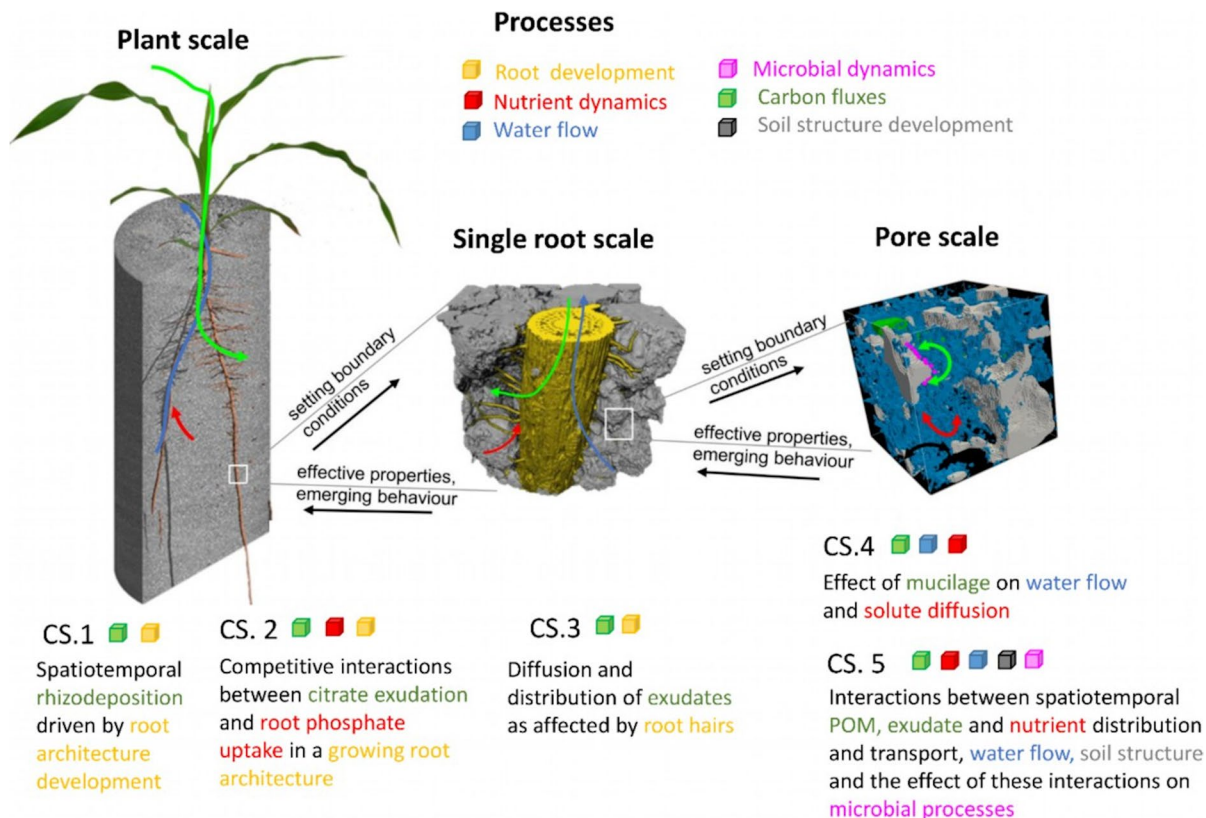 Plant scale
Processes
Root development
Nutrient dynamics
Water flow
Microbial dynamics
Carbon fluxes
Soil structure development
Single root scale
Pore scale
setting boundary
conditions
effective properties,
emerging behaviour
setting boundary
conditions
effective properties,
emerging behaviour
CS.1
Spatiotemporal
rhizodeposition
driven by root
architecture
development
CS. 2
Competitive interactions
between citrate exudation
and root phosphate
uptake in a growing root
architecture
CS.3
Diffusion and
distribution of exudates
as affected by root hairs
CS.4
Effect of mucilage on water flow
and solute diffusion
CS. 5
Interactions between spatiotemporal
POM, exudate and nutrient distribution
and transport, water flow, soil structure
and the effect of these interactions on
microbial processes